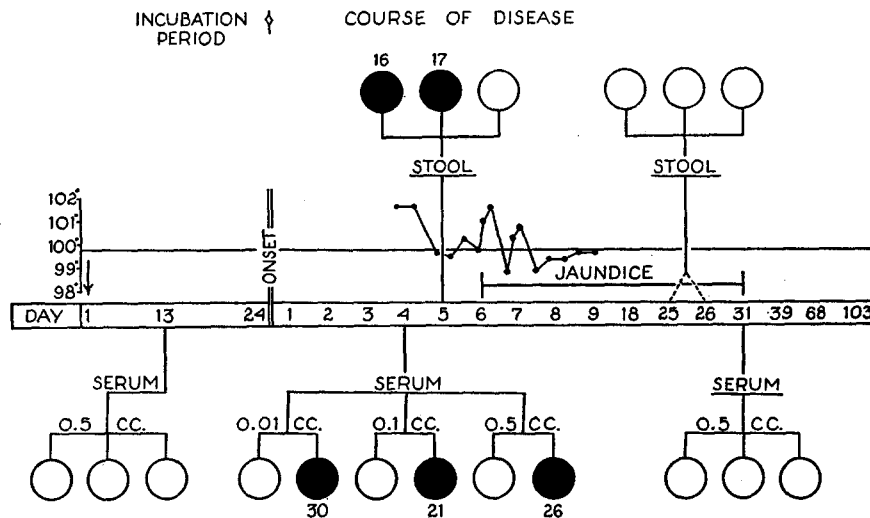 INCUBATION PERIOD
COURSE OF DISEASE
16 17
STOOL STOOL
102°
101°
100°
99°
98°
ONSET
JAUNDICE
DAY 1 13 24 1 2 3 4 5 6 7 8 9 18 25 26 31 39 68 103
SERUM SERUM SERUM
0.5 CC. 0.01 CC. 0.1 CC. 0.5 CC. 0.5 CC.
30 21 26